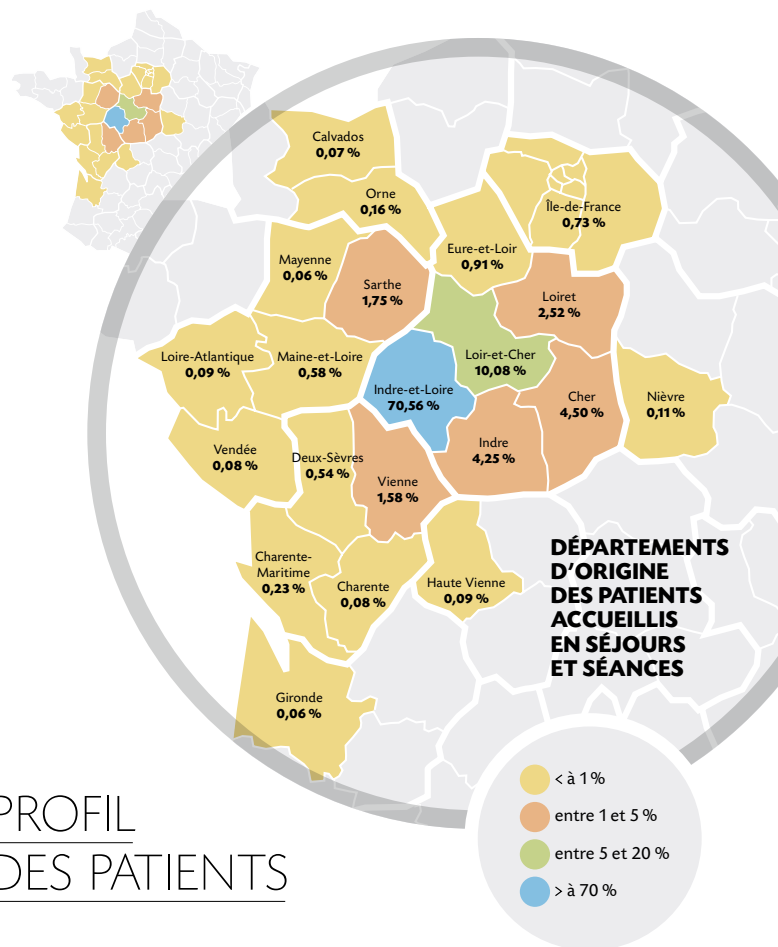 Calvados
0,07 %
Orne
0,16 %
Île-de-France
0,73 %
Eure-et-Loir
0,91 %
Mayenne
0,06 %
Sarthe
1,75 %
Loiret
2,52 %
Loire-Atlantique
0,09 %
Maine-et-Loire
0,58 %
Loir-et-Cher
10,08 %
Indre-et-Loire
70,56 %
Cher
4,50 %
Nièvre
0,11 %
Vendée
0,08 %
Deux-Sèvres
0,54 %
Vienne
1,58 %
Indre
4,25 %
Charente-
Maritime
0,23 %
Charente
0,08 %
Haute Vienne
0,09 %
Gironde
0,06 %
DÉPARTEMENTS
D'ORIGINE
DES PATIENTS
ACCUEILLIS
EN SÉJOURS
ET SÉANCES
< à 1 %
entre 1 et 5 %
entre 5 et 20 %
> à 70 %
PROFIL
DES PATIENTS